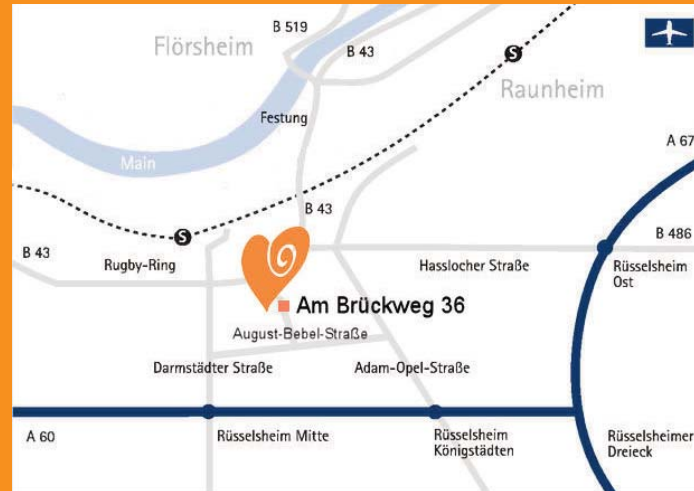 B 519
Flörsheim
B 43
Raunheim
Festung
A 67
Main
B 43
B 486
B 43
Rugby-Ring
Hasslocher Straße
Rüsselsheim
Ost
Am Brückweg 36
August-Bebel-Straße
Darmstädter Straße
Adam-Opel-Straße
A 60
Rüsselsheim Mitte
Rüsselsheim
Königstädten
Rüsselsheimer
Dreieck
S
S